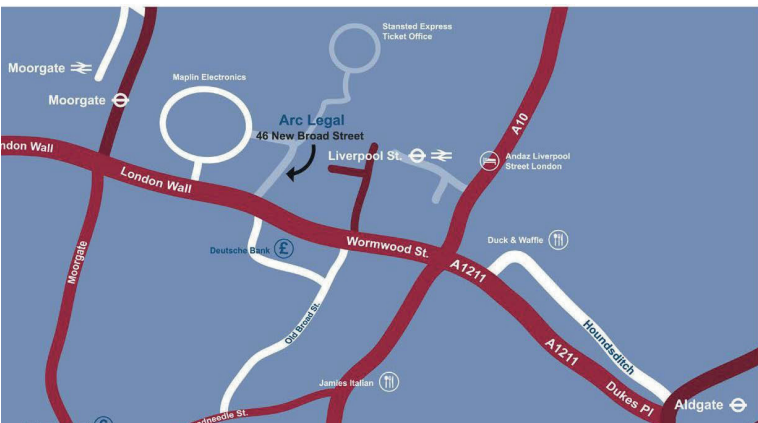 Stansted Express
Ticket Office
Moorgate
Maplin Electronics
Moorgate
Arc Legal
46 New Broad Street
A10
ndon Wall
Liverpool St.
Andaz Liverpool
Street London
London Wall
Moorgate
Deutsche Bank £
Wormwood St.
Duck & Waffle
A1211
Old Broad St.
Houndsditch
A1211
Jamies Italian
Dukes Pl
Aldgate
adneedle St.